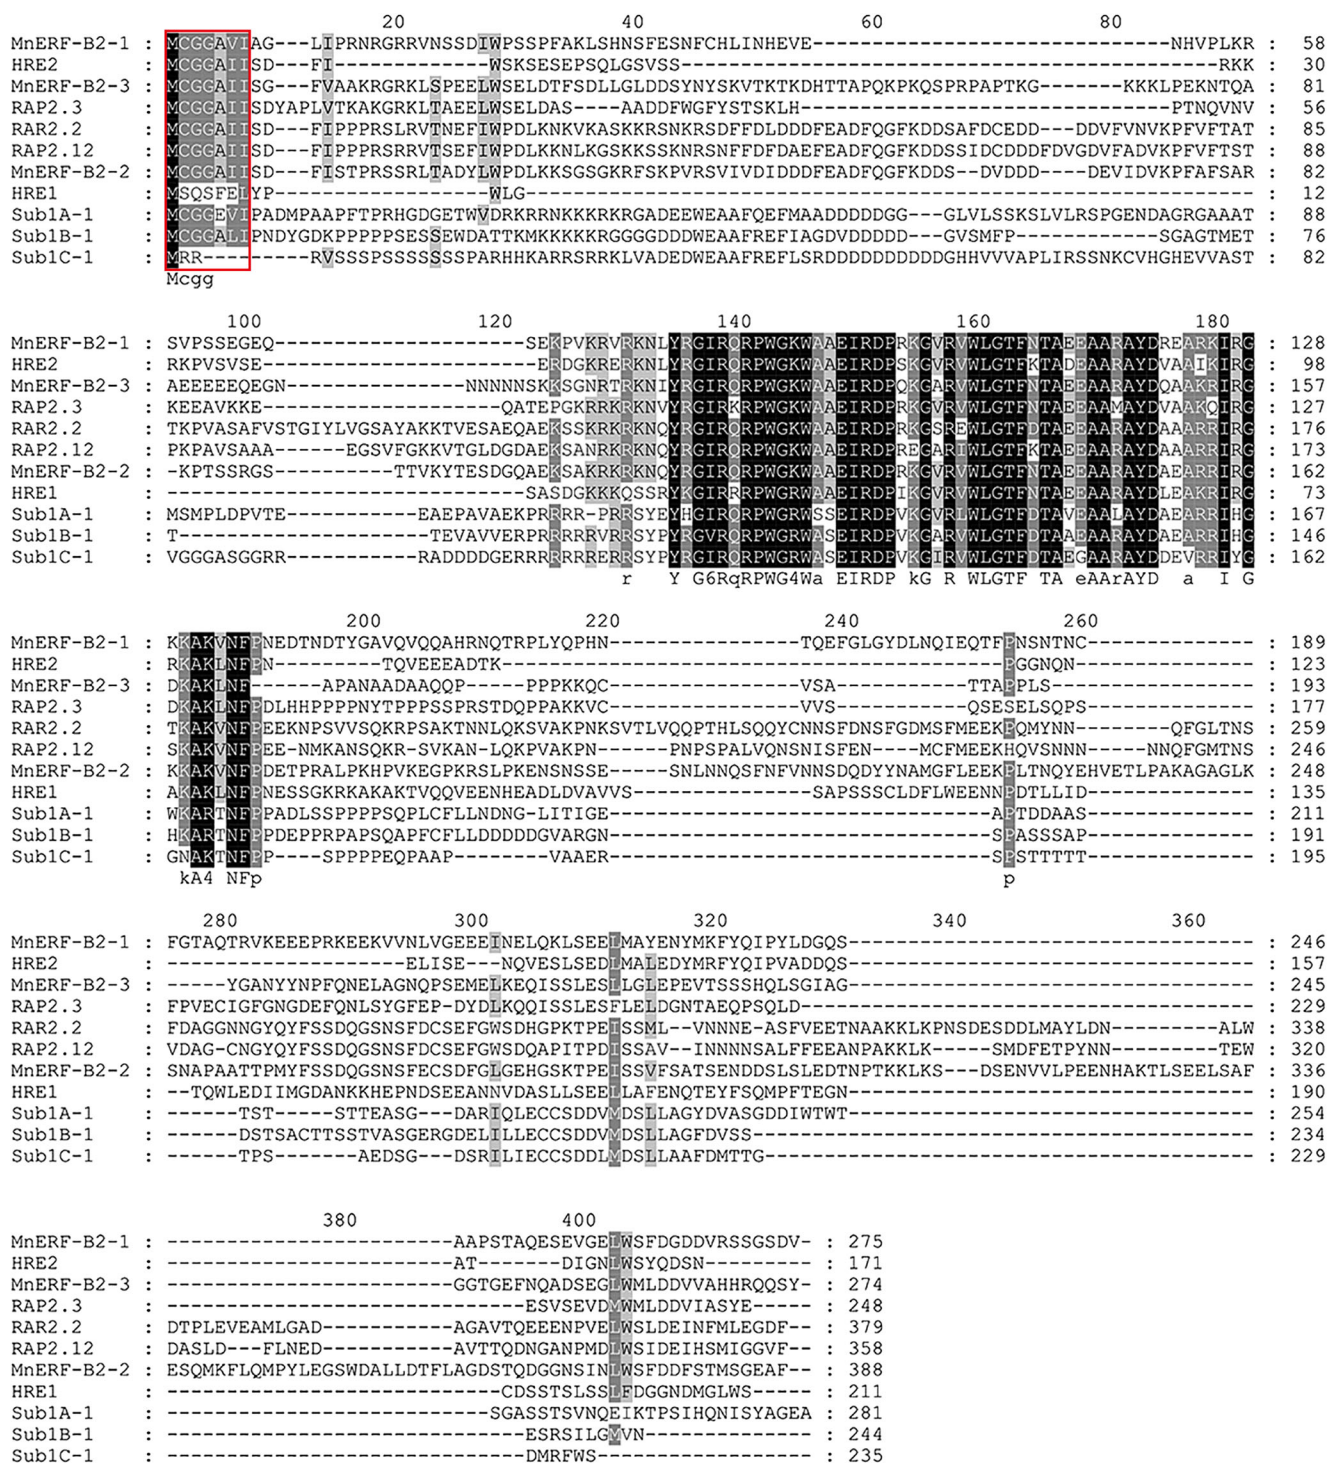 20 40 60 80
MnERF-B2-1 : MCGGAVIAG---LIPRNRGRRVNSSDIWPSSPFAKLSHNSFESNFCHLINHEVE------------------------------NHVPLKR : 58
HRE2 : MCGGAIISD---FI-------------WSKSESEPSQLGSVSS---------------------------------------------RKK : 30
MnERF-B2-3 : MCGGAIISG---FVAAKRGRKLSPEELWSELDTFSDLLGLDDSYNYSKVTKTKDHTTAPQKPKQSPRPAPTKG-------KKKLPEKNTQA : 81
RAP2.3 : MCGGAIISDYAPLVTKAKGRKLTAEELWSELDAS----AADDFWGFYSTSKLH-------------------------------PTNQVNV : 56
RAR2.2 : MCGGAIISD---FIPPPRSLRVTNEFIWPDLKNKVKASKKRSNKRSDFFDLDDDFEADFQGFKDDSAFDCEDD---DDVFVNVKPFVFTAT : 85
RAP2.12 : MCGGAIISD---FIPPPRSRRVTSEFIWPDLKKNLKGSKKSSKNRSNFFDFDAEFEADFQGFKDDSSIDCDDDFDVGDVFADVKPFVFTST : 88
MnERF-B2-2 : MCGGAIISD---FISTPRSSRLTADYLWPDLKKSGSGKRFSKPVRSKIVDLDDDFEADFQEFKDDS--DVDDD----DEVIDVKPFAFSAR : 82
HRE1 : MSQSFELYP------------------WLG------------------------------------------------------------- : 12
Sub1A-1 : MCGGEVIPADMPAAPFTPRHGDGETWVDRKRRNKKKRKRGADEEWEAAFQEFMAADDDDDGG---GLVLSSKSLVLRSPGENDAGRGAAAT : 88
Sub1B-1 : MCGGALIPNDYGDKPPPPPSESSEWDATTKMKKKKKRGGGGDDDWEAAFREFIAGDVDDDDD----GVSMFP---------SGAGTMET : 76
Sub1C-1 : MRR---------RVSSSPSSSSSSSSPARHHKARRSRRKLVADEDWEAAFREFLSRDDDDDDDDDDGHHVVVAPLIRSSNKCVHGHEVVAST : 82
Mcgg
100 120 140 160 180
MnERF-B2-1 : SVPSSEGEQ---------------------SEKPVKRVRKNLYRGIRQRPWGKWAAEIRDPRKGVRVWLGTFNTAEEAARAYDREARKIRG : 128
HRE2 : RKPVSVSE----------------------ERDGKRERKNLYRGIRQRPWGKWAAEIRDPSKGVRVWLGTFKTADEAARAYDVAAIKIRG : 98
MnERF-B2-3 : AEEEEEQEGN---------------NNNNNSKKSGNRTRKNIYRGIRQRPWGKWAAEIRDPQKGARVWLGTFNTAEEAARAYDQAAKRIRG : 157
RAP2.3 : KEEAVKKE--------------------QATEPGKRRKRKNVYRGIRKRPWGKWAAEIRDPRKGVRVWLGTFNTAEEAAMAYDVAAKQIRG : 127
RAR2.2 : TKPVASAFVSTGIYLVGSAYAKKTVESAEQAEKSSKRKRKNQYRGIRQRPWGKWAAEIRDPRKGSREWLGTFDTAEEAARAYDAAARRIRG : 176
RAP2.12 : PKPAVSAAA------EGSVFGKKVTGLDGDAEKSANRKRKNQYRGIRQRPWGKWAAEIRDPREGARIWLGTFKTAEEAARAYDAAARRIRG : 173
MnERF-B2-2 : -KPTSSRGS----------TTVKYTESDGQAEKSAKRKRKNQYRGIRQRPWGKWAAEIRDPRKGVRVWLGTFNTAEEAARAYDAEARRIRG : 162
HRE1 : ------------------------------SASDGKKKQSSRYKGIRRRPWGRWAAEIRDPIKGVRVWLGTFNTAEEAARAYDLEAKRIRG : 73
Sub1A-1 : MSMPLDPVTE-----------EAEPAVAEKPRRRR-PRRSYEYHGIRQRPWGRWSSEIRDPVKGVRLWLGTFDTAVEAALAYDAEARRIHG : 167
Sub1B-1 : T---------------------TEVAVVERPRRRRRVRRSYPYRGVRQRPWGRWASEIRDPVKGARVWLGTFDTAAEAARAYDAEARRIHG : 146
Sub1C-1 : VGGGASGGRR-----------RADDDDGERRRRRRRERRSYPYRGIRQRPWGRWASEIRDPVKGIRVWLGTFDTAEGAARAYDDEVRRIYG : 162
r Y G6RqRPWG4Wa EIRDP kG R WLGTF TA eAArAYD a I G
200 220 240 260
MnERF-B2-1 : KKAKVNFPNEDTNDTYGAVQVQQAHRNQTRPLYQPHN----------------TQEFGLGYDLNQIEQTFPNSNTNC-------------- : 189
HRE2 : RKAKLNFPN---------TQVEEEADTK------------------------------------------PGGNQN--------------- : 123
MnERF-B2-3 : DKAKLNF------APANAADAAQQP-----PPPKKQC----------------VSA-----------TTAPPLS----------------- : 193
RAP2.3 : DKAKLNFPDLHHPPPPNYTPPPSSPRSTDQPPAKKVC----------------VVS-----------QSESELSQPS-------------- : 177
RAR2.2 : TKAKVNFPEEKNPSVVSQKRPSAKTNNLQKSVAKPNKSVTLVQQPTHLSQQYCNNSFDNSFGDMSFMEEKPQMYNN-------QFGLTNS : 259
RAP2.12 : SKAKVNFPEE-NMKANSQKR-SVKAN-LQKPVAKPN------PNPSPALVQNSNISFEN----MCFMEEKHQVSNNN-----NNQFGMTNS : 246
MnERF-B2-2 : KKAKVNFPDETPRALPKHPVKEGPKRSLPKENSNSSE-----SNLNNQSFNFVNNSDQDYYNAMGFLEEKPLTNQYEHVETLPAKAGAGLK : 248
HRE1 : AKAKLNFPNESSGKRKAKAKTVQQVEENHEADLDVAVVS---------------SAPSSSCLDFLWEENNPDTLLID-------------- : 135
Sub1A-1 : WKARTNFPPADLSSPPPPSQPLCFLLNDNG-LITIGE--------------------------------APTDDAAS-------------- : 211
Sub1B-1 : HKARTNFPPDEPPRPAPSQAPFCFLLDDDDDGVARGN--------------------------------SPASSSAP-------------- : 191
Sub1C-1 : GNAKTNFPP----SPPPPEQPAAP--------VAAER--------------------------------SPSTTTTT-------------- : 195
kA4 NFp p
280 300 320 340 360
MnERF-B2-1 : FGTAQTRVKEEEPRKEEKVVNLVGEEEINELQKLSEELMAYENYMKFYQIPYLDGQS---------------------------------- : 246
HRE2 : --------------------ELISE---NQVESLSEDLMALEDYMRFYQIPVADDQS---------------------------------- : 157
MnERF-B2-3 : -----YGANYYNPFQNELAGNQPSEMELKEQISSLESLLGLEPEVTSSSHQLSGIAG---------------------------------- : 245
RAP2.3 : FPVECIGFGNGDEFQNLSYGFEP-DYDLKQQISSLESFLELDGNTAEQPSQLD-------------------------------------- : 229
RAR2.2 : FDAGGNNGYQYFSSDQGSNSFDCSEFGWSDHGPKTPEISSML--VNNNE-ASFVEETNAAKKLKPNSDESDDLMAYLDN---------ALW : 338
RAP2.12 : VDAG-CNGYQYFSSDQGSNSFDCSEFGWSDQAPITPDISSAV--INNNNSALFFEEANPAKKLK-----SMDFETPYNN---------TEW : 320
MnERF-B2-2 : SNAPAATTPMYFSSDQGSNSFECSDFGLGEHGSKTPEISSVFSATSENDDSLSLEDTNPTKKLKS---DSENVVLPEENHAKTLSEELSAF : 336
HRE1 : --TQWLEDIIMGDANKKHEPNDSEEANNVDASLLSEELLAFENQTEYFSQMPFTEGN---------------------------------- : 190
Sub1A-1 : ------TST-----STTEASG---DARIQLECCSDDVMDSLLAGYDVASGDDIWTWT---------------------------------- : 254
Sub1B-1 : ------DSTSACTTSSTVASGERGDELILLECCSDDVMDSLLAGFDVSS------------------------------------------ : 234
Sub1C-1 : ------TPS-------AEDSG---DSRILIECCSDDLMDSLLAAFDMTTG----------------------------------------- : 229
380 400
MnERF-B2-1 : ------------------------AAPSTAQESEVGELWSFDGDDVRSSGSDV- : 275
HRE2 : ------------------------AT-------DIGNLWSYQDSN--------- : 171
MnERF-B2-3 : ------------------------GGTGEFNQADSEGLWMLDDVVAHHRQQSY- : 274
RAP2.3 : ------------------------------ESVSEVDMWMLDDVIASYE----- : 248
RAR2.2 : DTPLEVEAMLGAD-----------AGAVTQEEENPVELWSLDEINFMLEGDF-- : 379
RAP2.12 : DASLD---FLNED-----------AVTTQDNGANPMDLWSIDEIHSMIGGVF-- : 358
MnERF-B2-2 : ESQMKFLQMPYLEGSWDALLDTFLAGDSTQDGGNSINLWSFDDFSTMSGEAF-- : 388
HRE1 : ----------------------------CDSSTSLSSLFDGGNDMGLWS----- : 211
Sub1A-1 : ---------------------------SGASSTSVNQEIKTPSIHQNISYAGEA : 281
Sub1B-1 : ------------------------------ESRSILGMVN-------------- : 244
Sub1C-1 : ------------------------------DMRFWS------------------ : 235